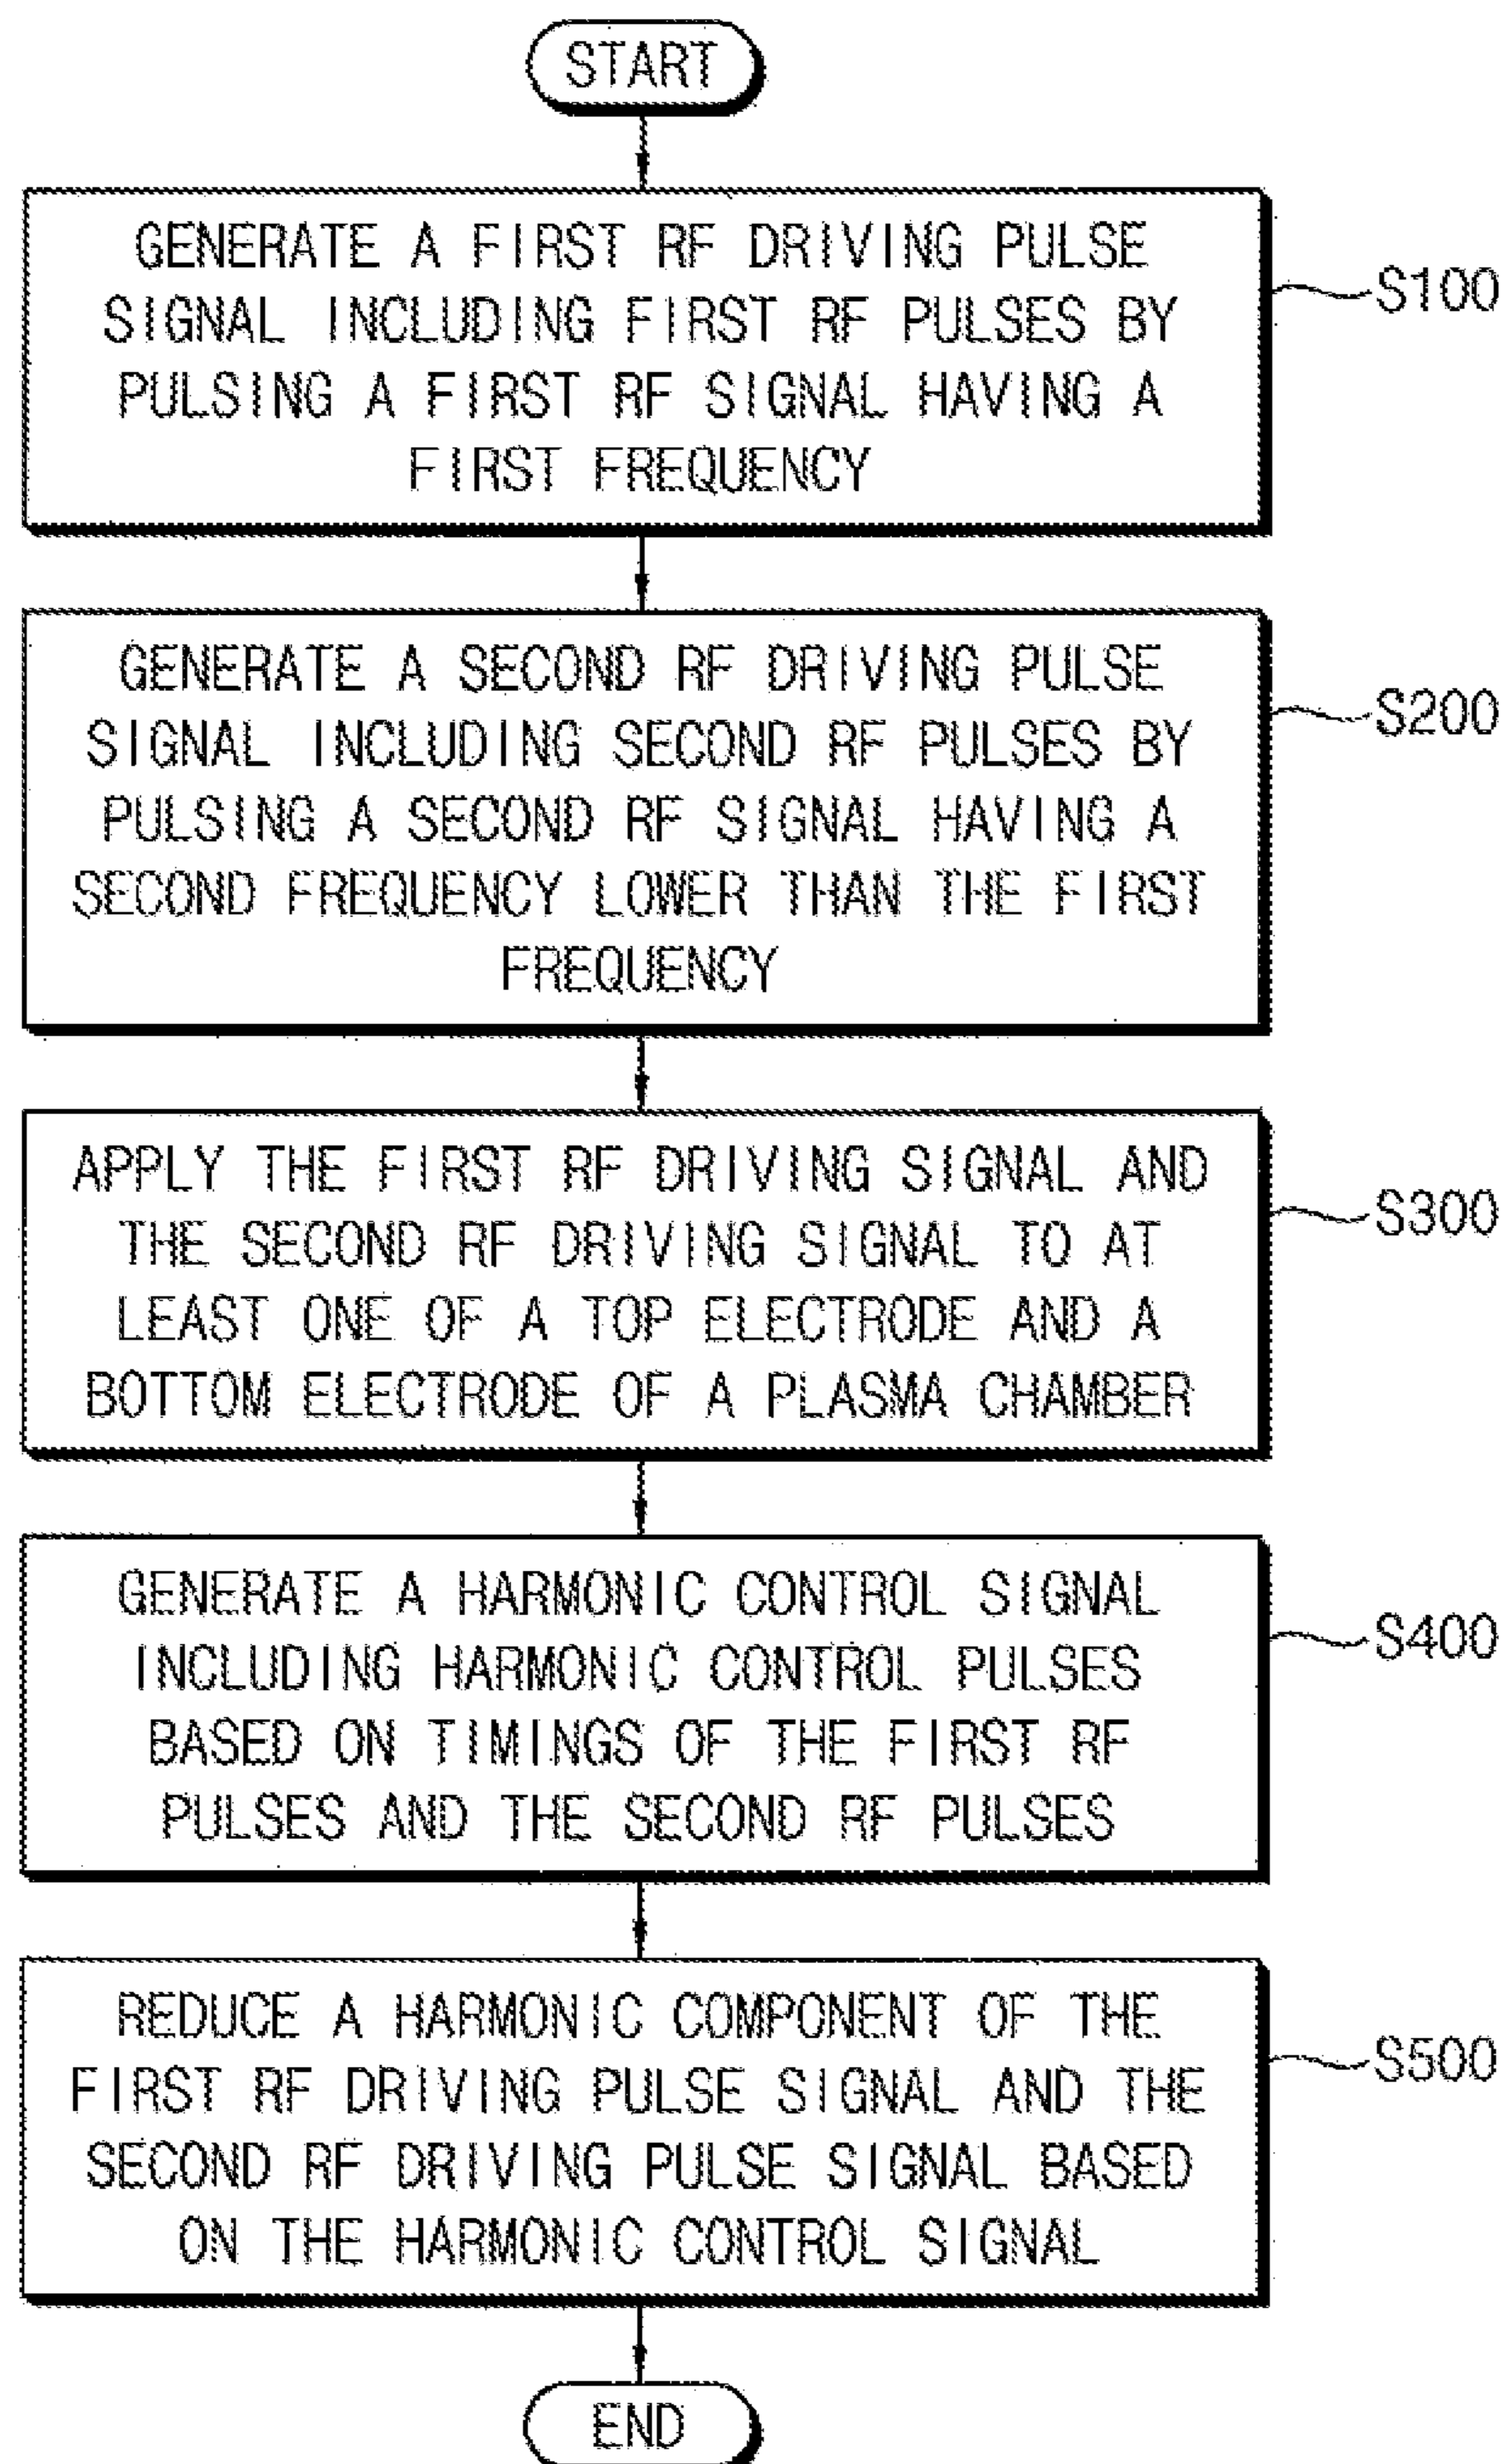 START
GENERATE A FIRST RF DRIVING PULSE
SIGNAL INCLUDING FIRST RF PULSES BY
PULSING A FIRST RF SIGNAL HAVING A
FIRST FREQUENCY
S100
GENERATE A SECOND RF DRIVING PULSE
SIGNAL INCLUDING SECOND RF PULSES BY
PULSING A SECOND RF SIGNAL HAVING A
SECOND FREQUENCY LOWER THAN THE FIRST
FREQUENCY
S200
APPLY THE FIRST RF DRIVING SIGNAL AND
THE SECOND RF DRIVING SIGNAL TO AT
LEAST ONE OF A TOP ELECTRODE AND A
BOTTOM ELECTRODE OF A PLASMA CHAMBER
S300
GENERATE A HARMONIC CONTROL SIGNAL
INCLUDING HARMONIC CONTROL PULSES
BASED ON TIMINGS OF THE FIRST RF
PULSES AND THE SECOND RF PULSES
S400
REDUCE A HARMONIC COMPONENT OF THE
FIRST RF DRIVING PULSE SIGNAL AND THE
SECOND RF DRIVING PULSE SIGNAL BASED
ON THE HARMONIC CONTROL SIGNAL
S500
END